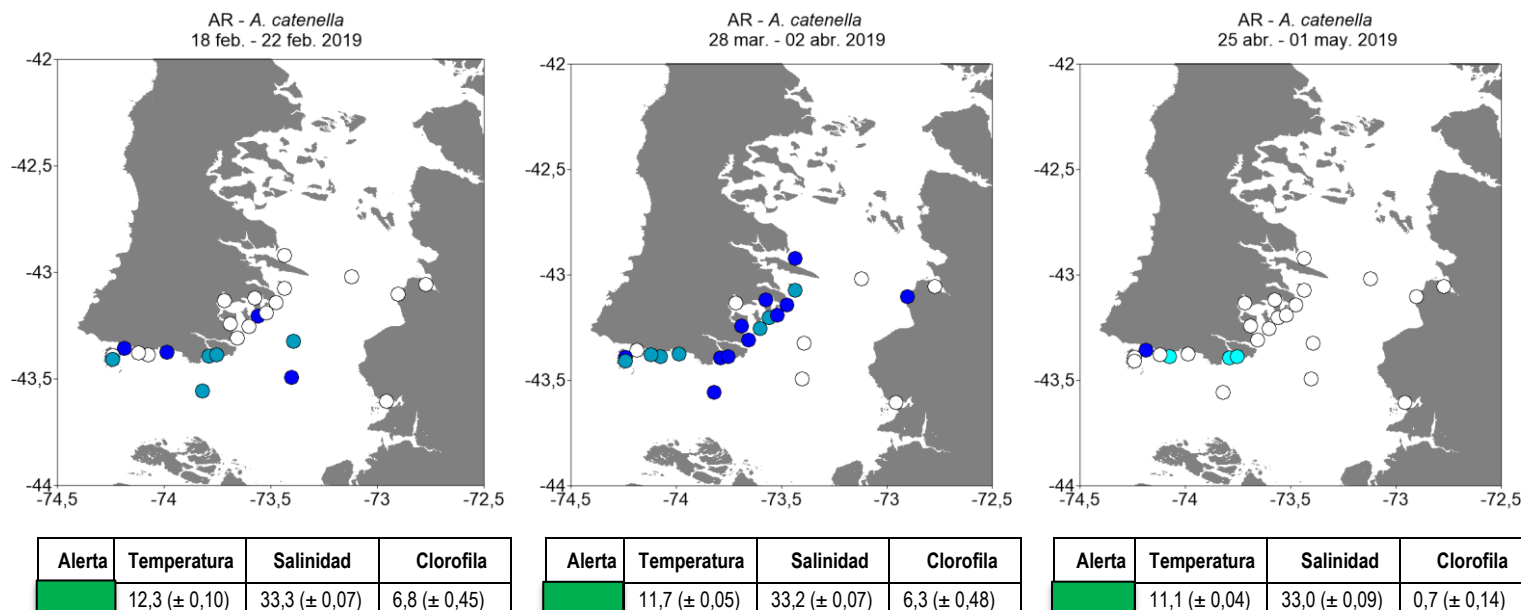 AR - A. catenella
18 feb. - 22 feb. 2019
-42
-42,5
-43
-43,5
-44
-74,5
-74
-73,5
-73
-72,5
Alerta Temperatura Salinidad Clorofila
12,3 (± 0,10) 33,3 (± 0,07) 6,8 (± 0,45)
AR - A. catenella
28 mar. - 02 abr. 2019
-42
-42,5
-43
-43,5
-44
-74,5
-74
-73,5
-73
-72,5
Alerta Temperatura Salinidad Clorofila
11,7 (± 0,05) 33,2 (± 0,07) 6,3 (± 0,48)
AR - A. catenella
25 abr. - 01 may. 2019
-42
-42,5
-43
-43,5
-44
-74,5
-74
-73,5
-73
-72,5
Alerta Temperatura Salinidad Clorofila
11,1 (± 0,04) 33,0 (± 0,09) 0,7 (± 0,14)